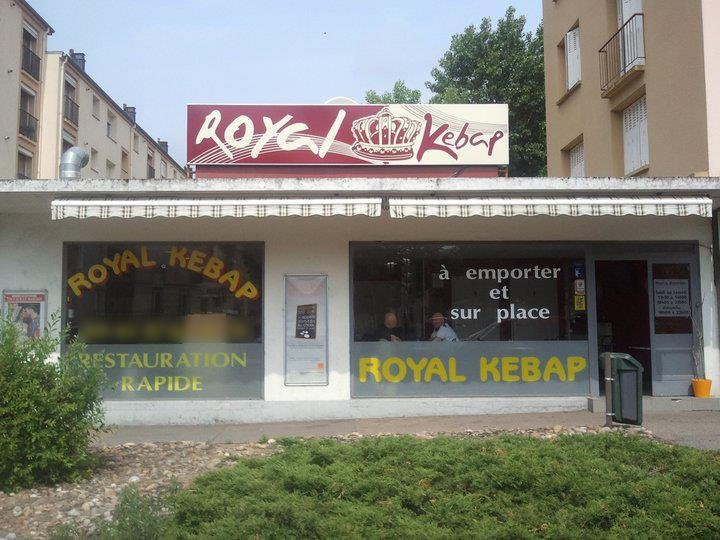 Royal Kebap
ROYAL KEBAP
RESTAURATION
RAPIDE
à emporter
et
sur place
ROYAL KEBAP